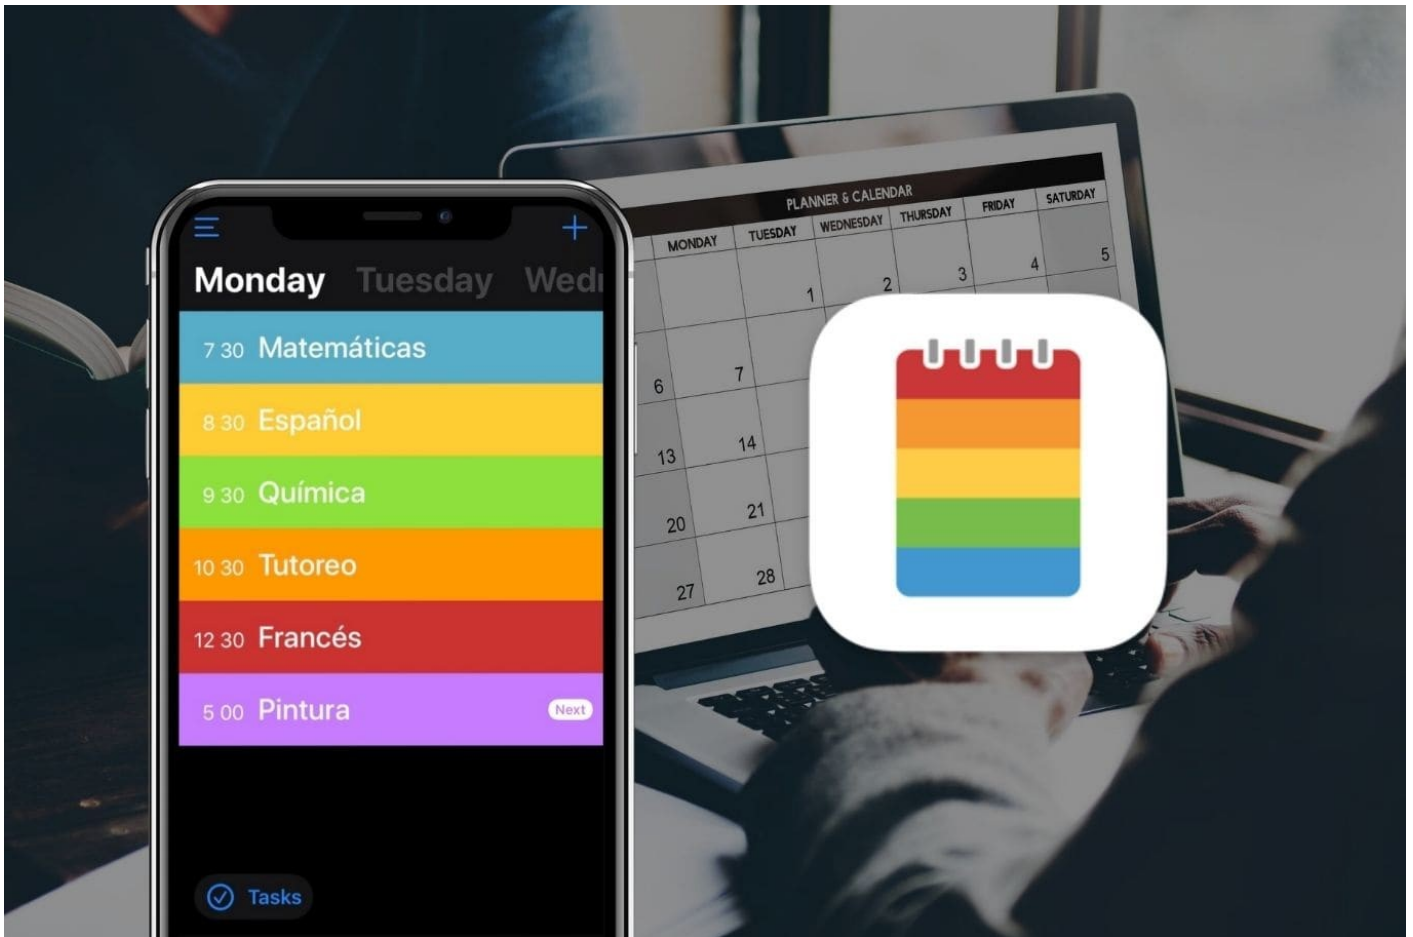 Monday Tuesday Wedn
7 30 Matemáticas
8 30 Español
9 30 Química
10 30 Tutoreo
12 30 Francés
5 00 Pintura Next
Tasks
PLANNER & CALENDAR
MONDAY TUESDAY WEDNESDAY THURSDAY FRIDAY SATURDAY
1 2 3 4 5
6 7
13 14
20 21
27 28